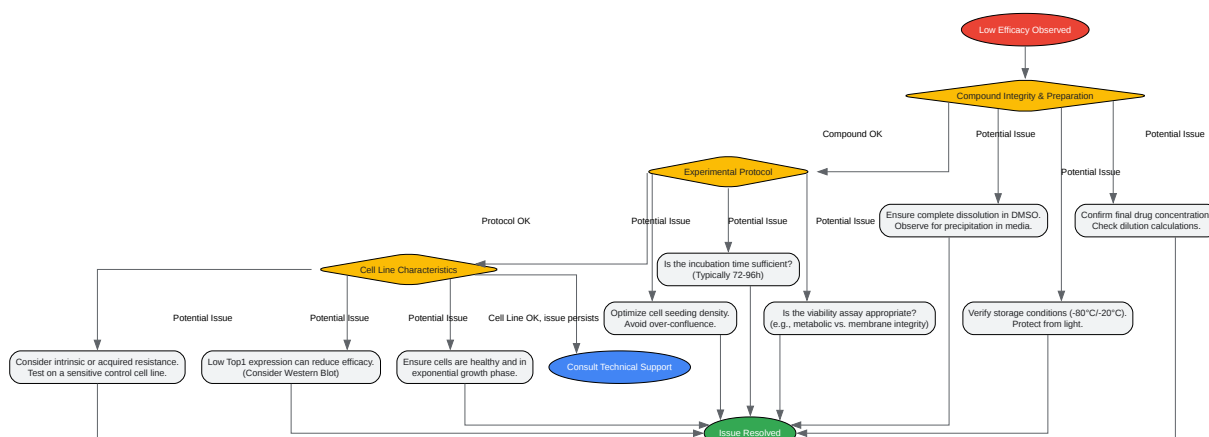 Low Efficacy Observed
Compound Integrity & Preparation
Compound OK
Potential Issue
Potential Issue
Experimental Protocol
Potential Issue
Ensure complete dissolution in DMSO.
Observe for precipitation in media.
Confirm final drug concentration
Check dilution calculations.
Protocol OK
Potential Issue
Potential Issue
Potential Issue
Cell Line Characteristics
Is the incubation time sufficient?
(Typically 72-96h)
Potential Issue
Potential Issue
Potential Issue
Cell Line OK, issue persists
Optimize cell seeding density.
Avoid over-confluence.
Is the viability assay appropriate?
(e.g., metabolic vs. membrane integrity)
Verify storage conditions (-80°C/-20°C).
Protect from light.
Consider intrinsic or acquired resistance.
Test on a sensitive control cell line.
Low Top1 expression can reduce efficacy.
(Consider Western Blot)
Ensure cells are healthy and in
exponential growth phase.
Consult Technical Support
Issue Resolved